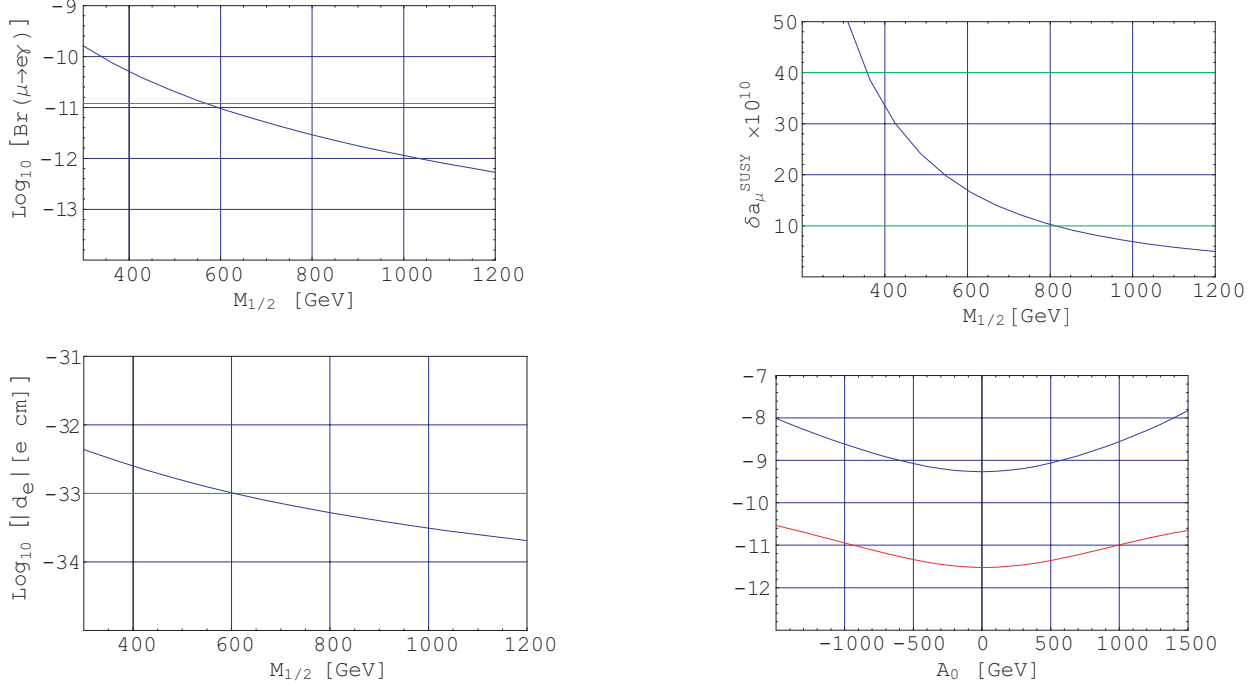 Log₁₀ [Br(μ→eγ)]
-9
-10
-11
-12
-13
400 600 800 1000 1200
M₁/₂ [GeV]
δaμ^SUSY ×10¹⁰
50
40
30
20
10
400 600 800 1000 1200
M₁/₂[GeV]
Log₁₀ [|dₑ|[e cm]]
-31
-32
-33
-34
400 600 800 1000 1200
M₁/₂ [GeV]
-7
-8
-9
-10
-11
-12
-1000 -500 0 500 1000 1500
A₀ [GeV]